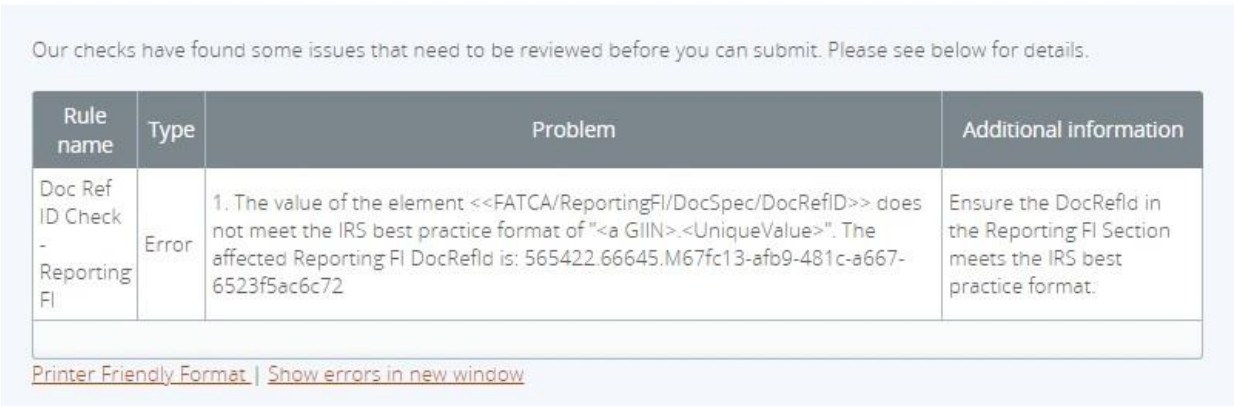 Our checks have found some issues that need to be reviewed before you can submit. Please see below for details.
Rule name
Type
Problem
Additional information
Doc Ref
ID Check
-
Reporting
FI
Error
1. The value of the element <<FATCA/ReportingFI/DocSpec/DocRefID>> does
not meet the IRS best practice format of "<a GIIN>.<UniqueValue>". The
affected Reporting FI DocRefId is: 565422.66645.M67fc13-afb9-481c-a667-
6523f5ac6c72
Ensure the DocRefId in
the Reporting FI Section
meets the IRS best
practice format.
Printer Friendly Format | Show errors in new window